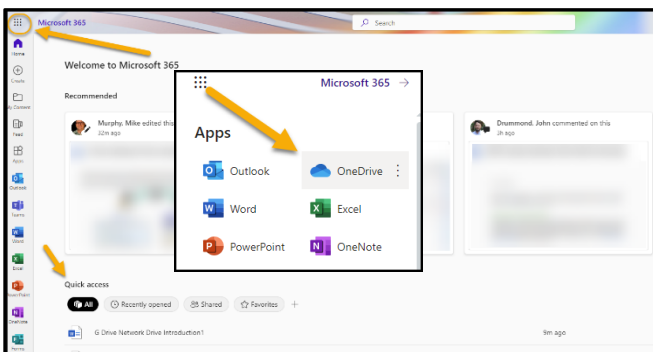 Microsoft 365
Search
Home
Create
My Content
Feed
Apps
Outlook
Teams
Word
Excel
PowerPoint
OneNote
Welcome to Microsoft 365
Recommended
Murphy, Mike edited this
32m ago
Drummond, John commented on this
3h ago
Microsoft 365 →
Apps
Outlook
OneDrive
Word
Excel
PowerPoint
OneNote
Quick access
All
Recently opened
Shared
Favorites
G Drive Network Drive Introduction1
9m ago